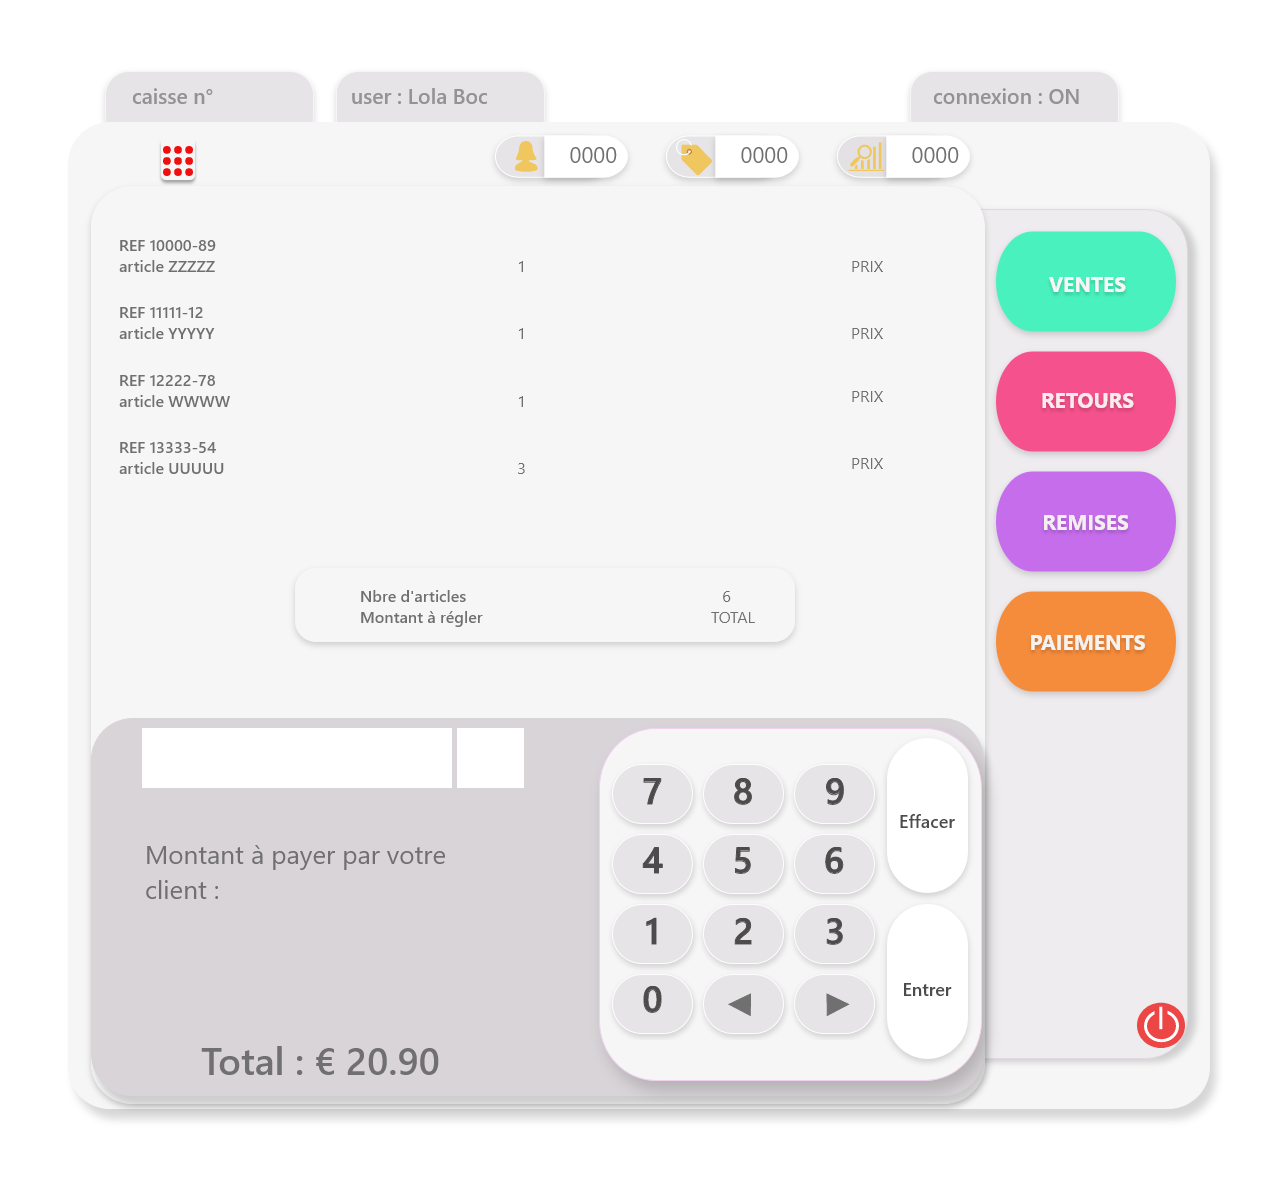 caisse n°
user : Lola Boc
connexion : ON
0000
0000
0000
REF 10000-89
article ZZZZZ 1 PRIX
REF 11111-12
article YYYYY 1 PRIX
REF 12222-78
article WWWW 1 PRIX
REF 13333-54
article UUUUU 3 PRIX
Nbre d'articles 6
Montant à régler TOTAL
VENTES
RETOURS
REMISES
PAIEMENTS
Montant à payer par votre
client :
Total : € 20.90
7 8 9
4 5 6
1 2 3
0 ◀ ▶
Effacer
Entrer